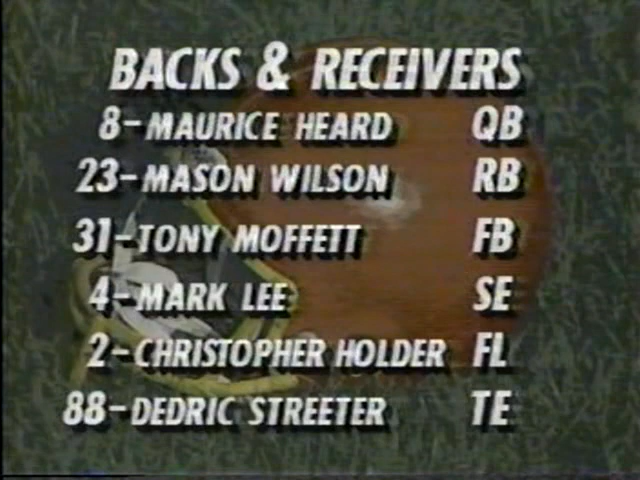 BACKS & RECEIVERS
8-MAURICE HEARD QB
23-MASON WILSON RB
31-TONY MOFFETT FB
4-MARK LEE SE
2-CHRISTOPHER HOLDER FL
88-DEDRIC STREETER TE